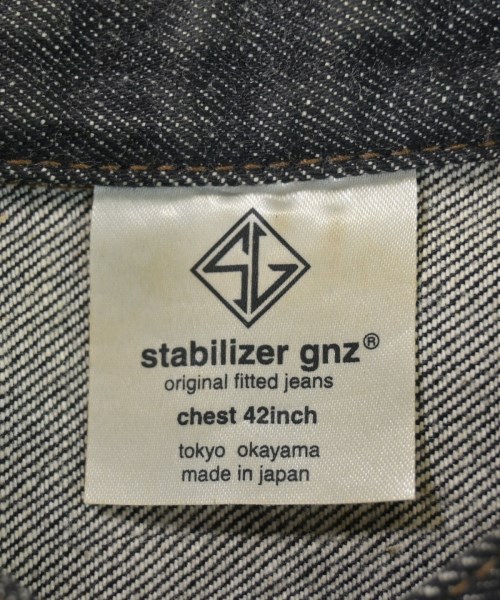 SG
stabilizer gnz®
original fitted jeans
chest 42inch
tokyo okayama
made in japan